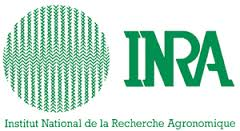 INRA
Institut National de la Recherche Agronomique